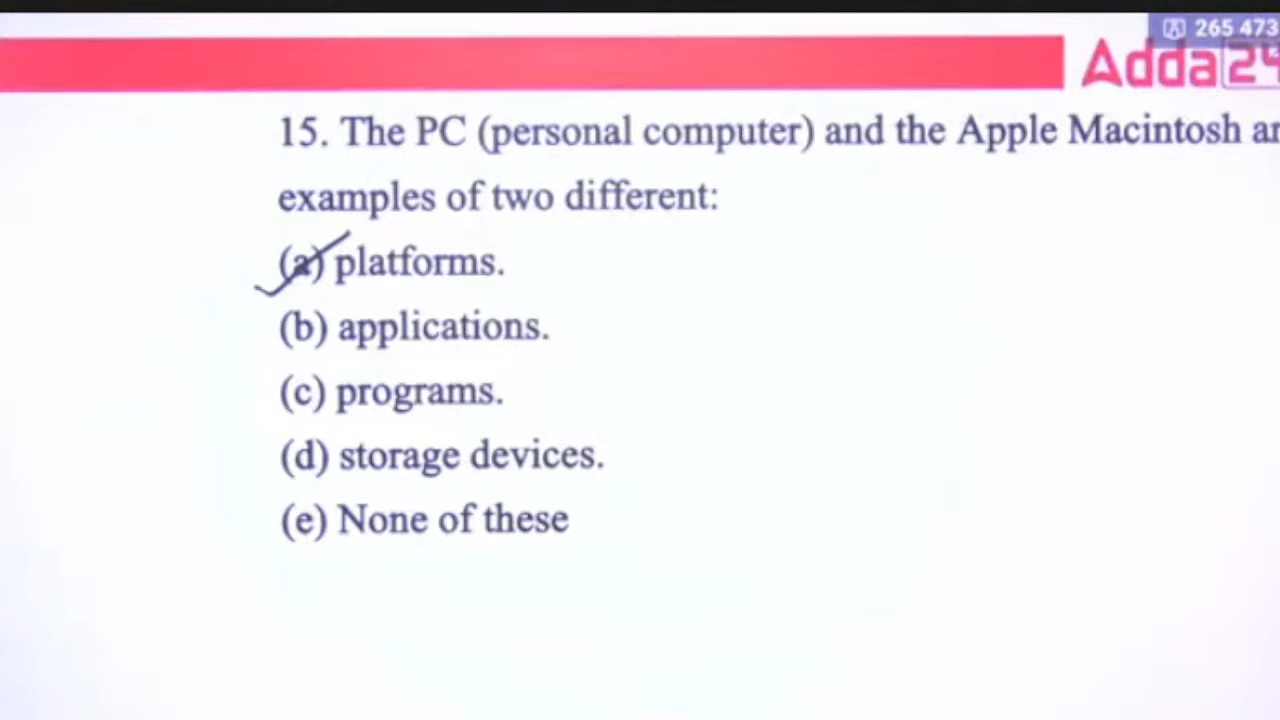 265 473
Adda24
15. The PC (personal computer) and the Apple Macintosh
examples of two different:
(a) platforms.
(b) applications.
(c) programs.
(d) storage devices.
(e) None of these